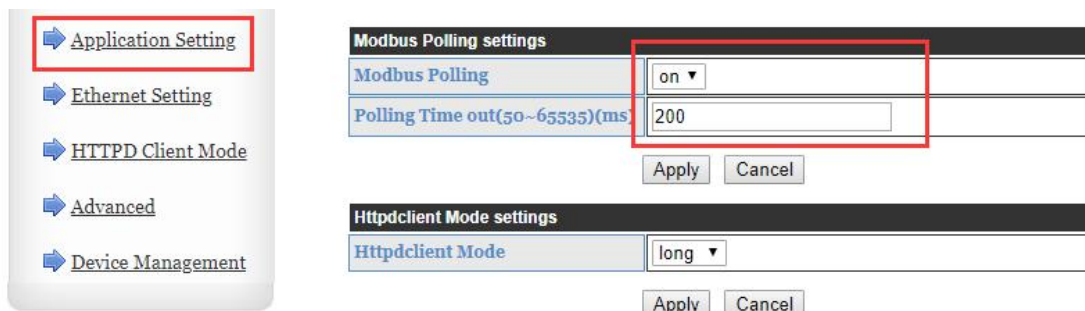 Application Setting
Ethernet Setting
HTTPD Client Mode
Advanced
Device Management
Modbus Polling settings
Modbus Polling on
Polling Time out(50~65535)(ms) 200
Apply Cancel
Httpdclient Mode settings
Httpdclient Mode long
Apply Cancel